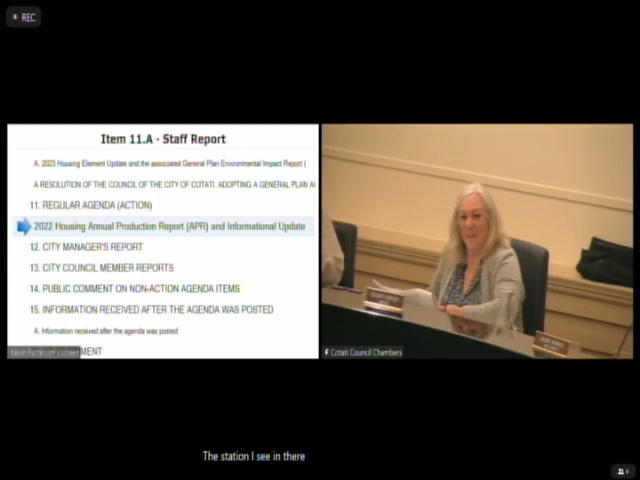 REC
Item 11.A - Staff Report
A. 2023 Housing Element Update and the associated General Plan Environmental Impact Report (
A RESOLUTION OF THE COUNCIL OF THE CITY OF COTATI ADOPTING A GENERAL PLAN A
11. REGULAR AGENDA (ACTION)
2022 Housing Annual Production Report (APR) and Informational Update
12. CITY MANAGER'S REPORT
13. CITY COUNCIL MEMBER REPORTS
14. PUBLIC COMMENT ON NON-ACTION AGENDA ITEMS
15. INFORMATION RECEIVED AFTER THE AGENDA WAS POSTED
A. Information received after the agenda was posted
MENT
Cotati Council Chambers
The station I see in there